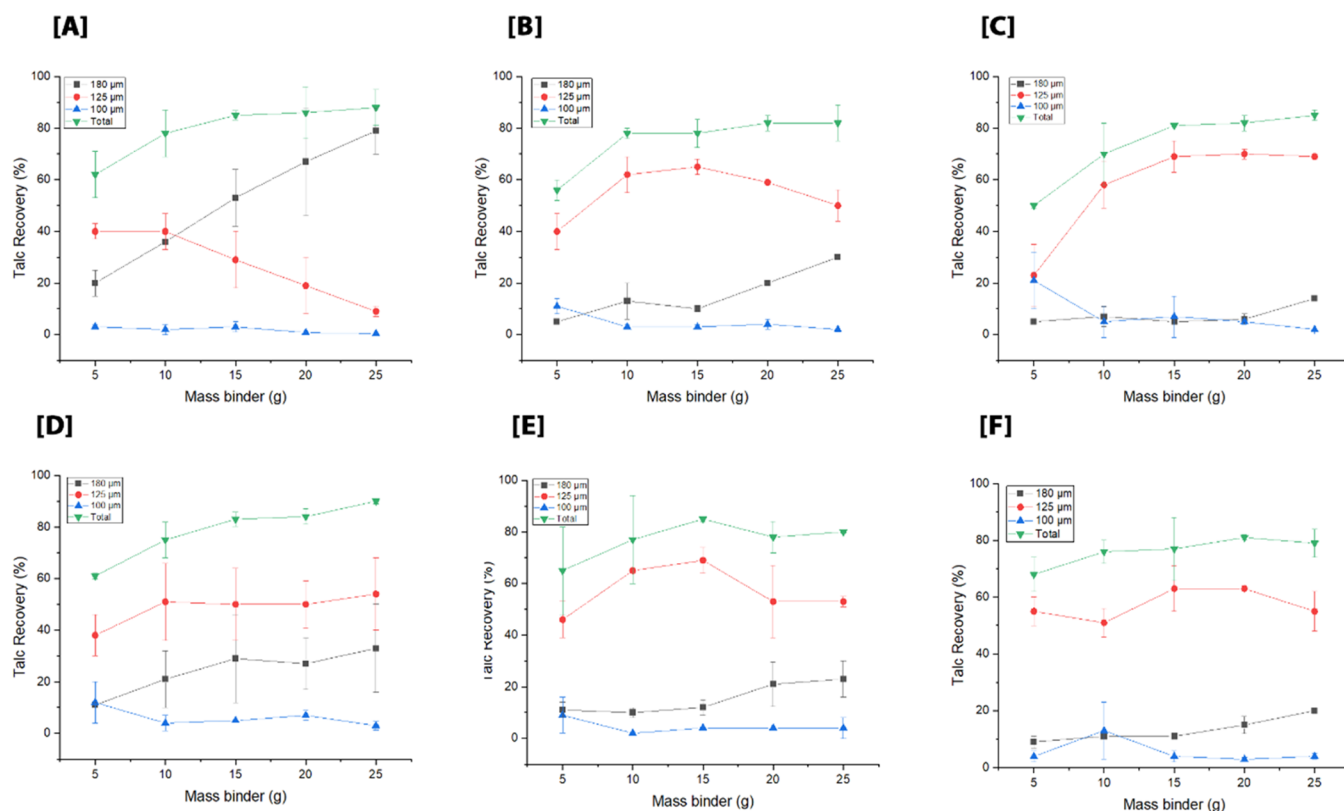 [A]
100
80
60
40
20
0
Talc Recovery (%)
180 μm
125 μm
100 μm
Total
5 10 15 20 25
Mass binder (g)
[B]
100
80
60
40
20
0
Talc Recovery (%)
180 μm
125 μm
100 μm
Total
5 10 15 20 25
Mass binder (g)
[C]
100
80
60
40
20
0
Talc Recovery (%)
180 μm
125 μm
100 μm
Total
5 10 15 20 25
Mass binder (g)
[D]
100
80
60
40
20
0
Talc Recovery (%)
180 μm
125 μm
100 μm
Total
5 10 15 20 25
Mass binder (g)
[E]
100
80
60
40
20
0
Talc Recovery (%)
180 μm
125 μm
100 μm
Total
5 10 15 20 25
Mass binder (g)
[F]
100
80
60
40
20
0
Talc Recovery (%)
180 μm
125 μm
100 μm
Total
5 10 15 20 25
Mass binder (g)